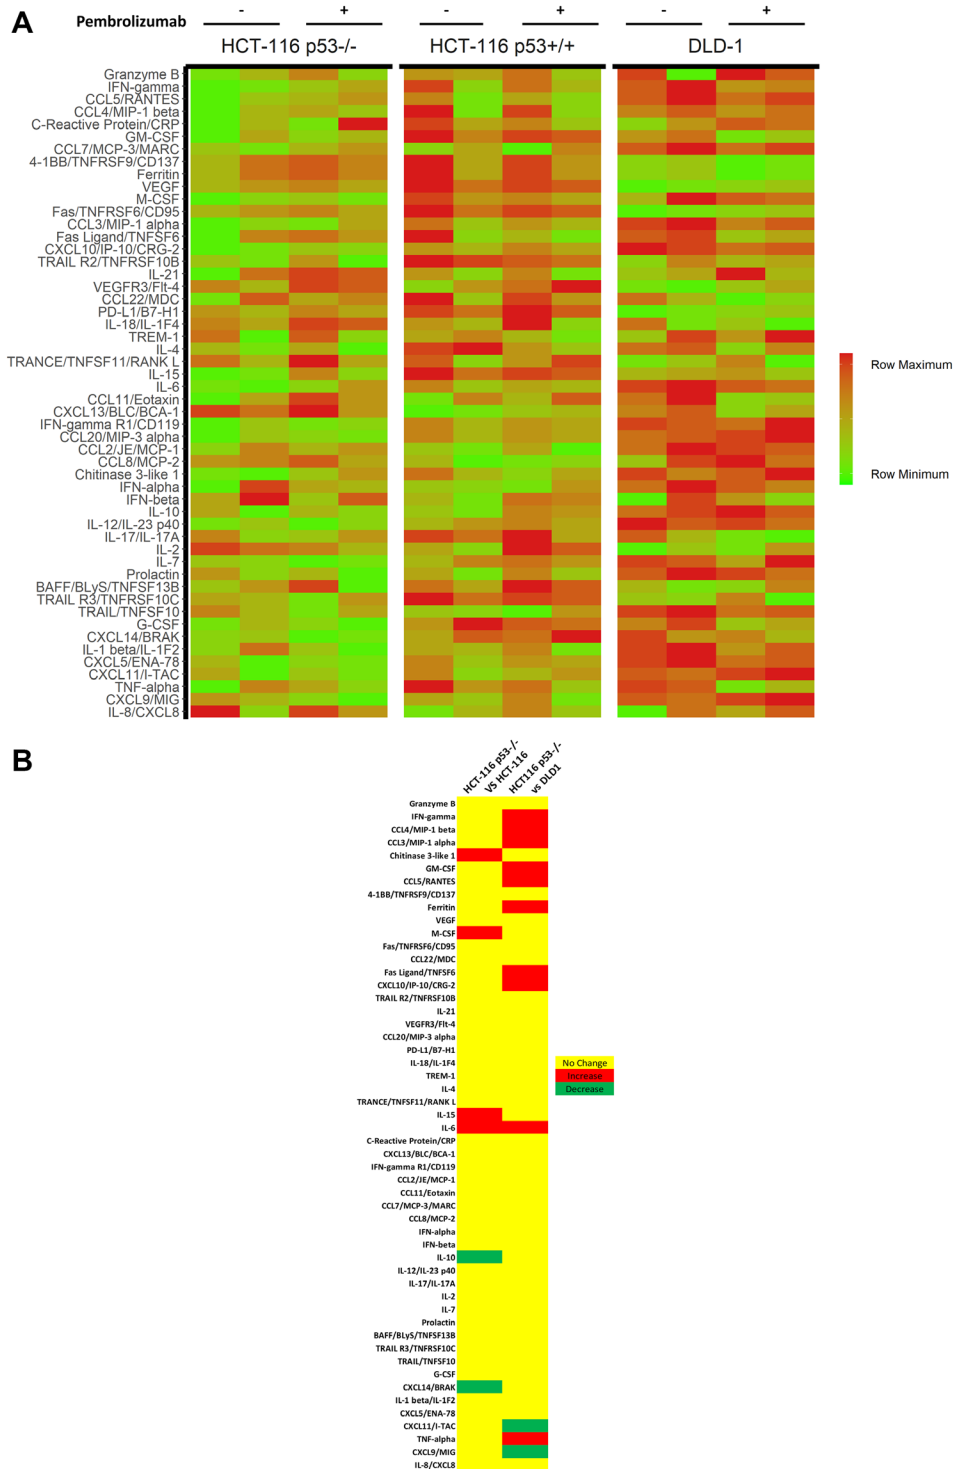 A
Pembrolizumab
- + - + - +
HCT-116 p53-/- HCT-116 p53+/+ DLD-1
Granzyme B
IFN-gamma
CCL5/RANTES
CCL4/MIP-1 beta
C-Reactive Protein/CRP
GM-CSF
CCL7/MCP-3/MARC
4-1BB/TNFRSF9/CD137
Ferritin
VEGF
M-CSF
Fas/TNFRSF6/CD95
CCL3/MIP-1 alpha
Fas Ligand/TNFSF6
CXCL10/IP-10/CRG-2
TRAIL R2/TNFRSF10B
IL-21
VEGFR3/Flt-4
CCL22/MDC
PD-L1/B7-H1
IL-18/IL-1F4
TREM-1
IL-4
TRANCE/TNFSF11/RANK L
IL-15
IL-6
CCL11/Eotaxin
CXCL13/BLC/BCA-1
IFN-gamma R1/CD119
CCL20/MIP-3 alpha
CCL2/JE/MCP-1
CCL8/MCP-2
Chitinase 3-like 1
IFN-alpha
IFN-beta
IL-10
IL-12/IL-23 p40
IL-17/IL-17A
IL-2
IL-7
Prolactin
BAFF/BLyS/TNFSF13B
TRAIL R3/TNFRSF10C
TRAIL/TNFSF10
G-CSF
CXCL14/BRAK
IL-1 beta/IL-1F2
CXCL5/ENA-78
CXCL11/I-TAC
TNF-alpha
CXCL9/MIG
IL-8/CXCL8
Row Maximum
Row Minimum
B
HCT-116 p53-/-
VS HCT-116
HCT116 p53-/-
vs DLD1
Granzyme B
IFN-gamma
CCL4/MIP-1 beta
CCL3/MIP-1 alpha
Chitinase 3-like 1
GM-CSF
CCL5/RANTES
4-1BB/TNFRSF9/CD137
Ferritin
VEGF
M-CSF
Fas/TNFRSF6/CD95
CCL22/MDC
Fas Ligand/TNFSF6
CXCL10/IP-10/CRG-2
TRAIL R2/TNFRSF10B
IL-21
VEGFR3/Flt-4
CCL20/MIP-3 alpha
PD-L1/B7-H1
IL-18/IL-1F4
TREM-1
IL-4
TRANCE/TNFSF11/RANK L
IL-15
IL-6
C-Reactive Protein/CRP
CXCL13/BLC/BCA-1
IFN-gamma R1/CD119
CCL2/JE/MCP-1
CCL11/Eotaxin
CCL7/MCP-3/MARC
CCL8/MCP-2
IFN-alpha
IFN-beta
IL-10
IL-12/IL-23 p40
IL-17/IL-17A
IL-2
IL-7
Prolactin
BAFF/BLyS/TNFSF13B
TRAIL R3/TNFRSF10C
TRAIL/TNFSF10
G-CSF
CXCL14/BRAK
IL-1 beta/IL-1F2
CXCL5/ENA-78
CXCL11/I-TAC
TNF-alpha
CXCL9/MIG
IL-8/CXCL8
No Change
Increase
Decrease